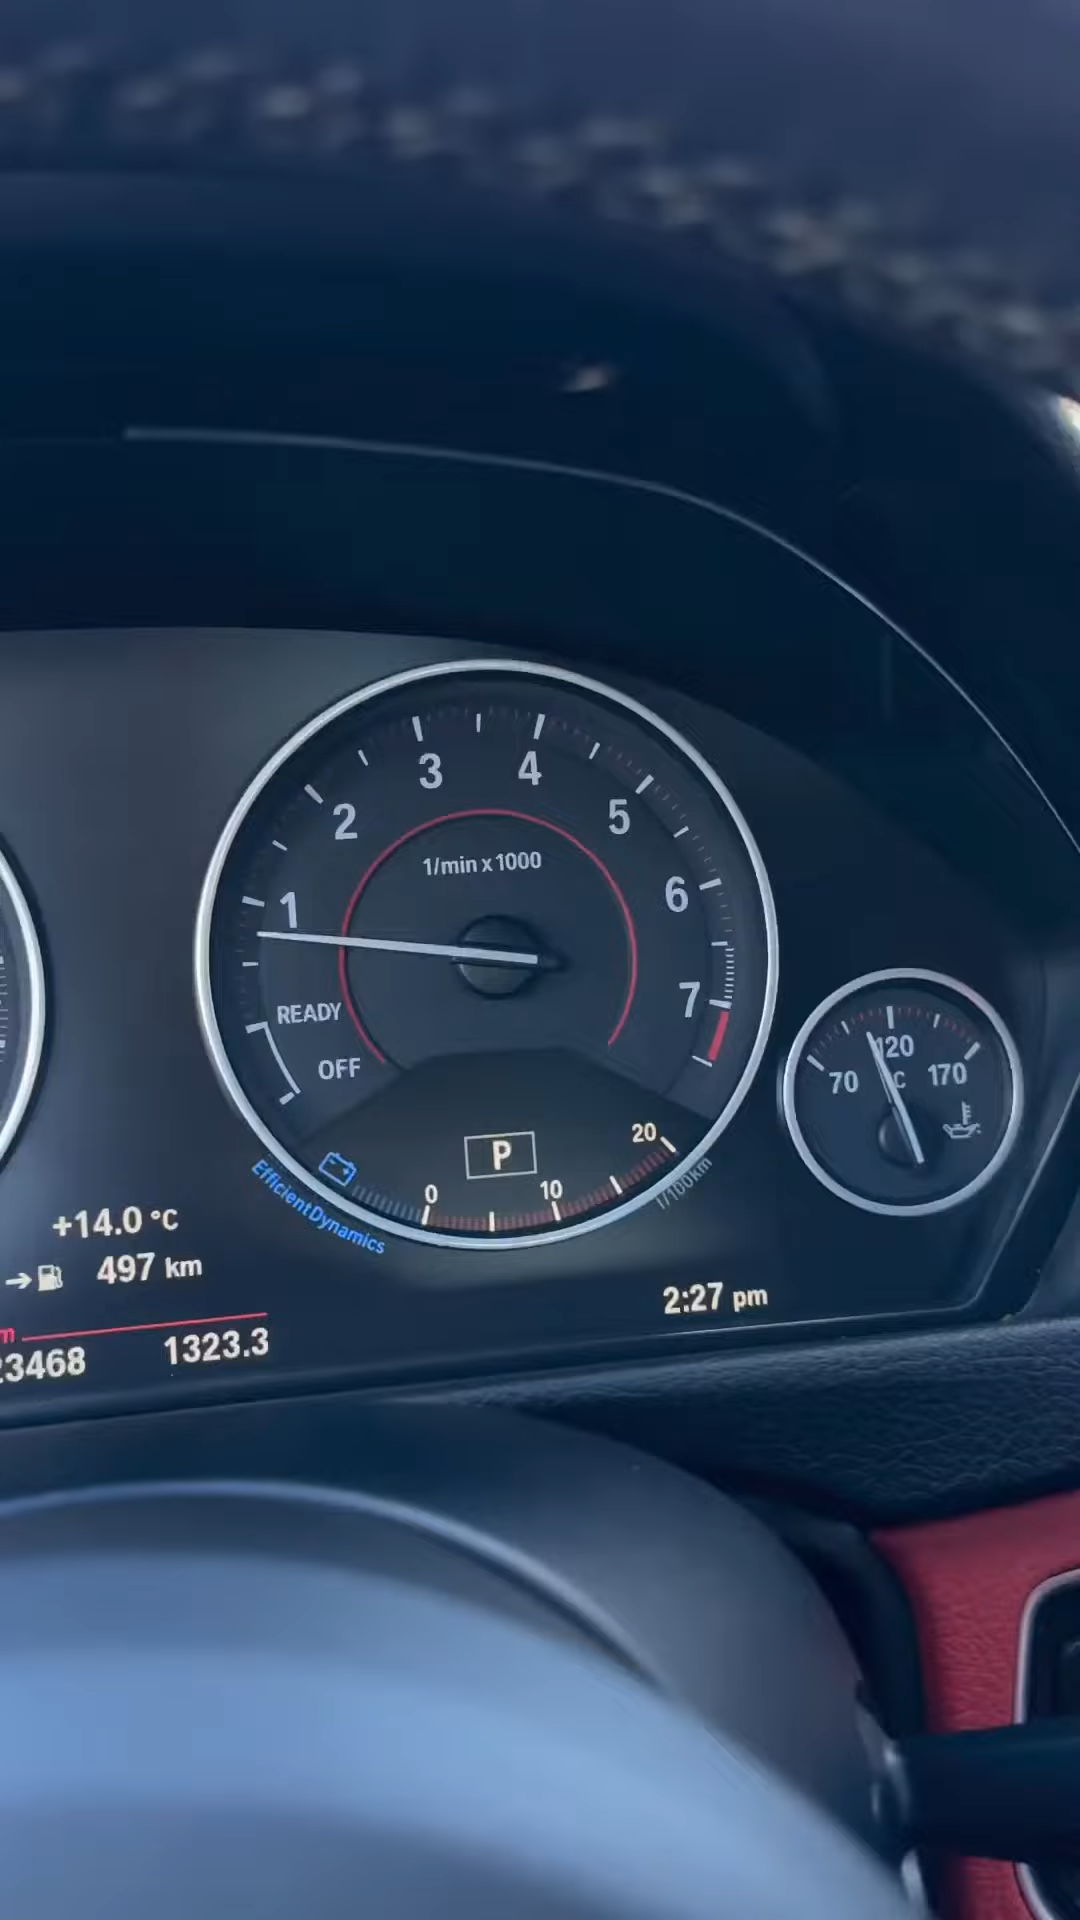 3
4
2
5
1/min x 1000
1
6
READY
7
OFF
120
70
°C
170
P
20
0
10
EfficientDynamics
l/100km
+14.0 °C
497 km
2:27 pm
m
23468
1323.3